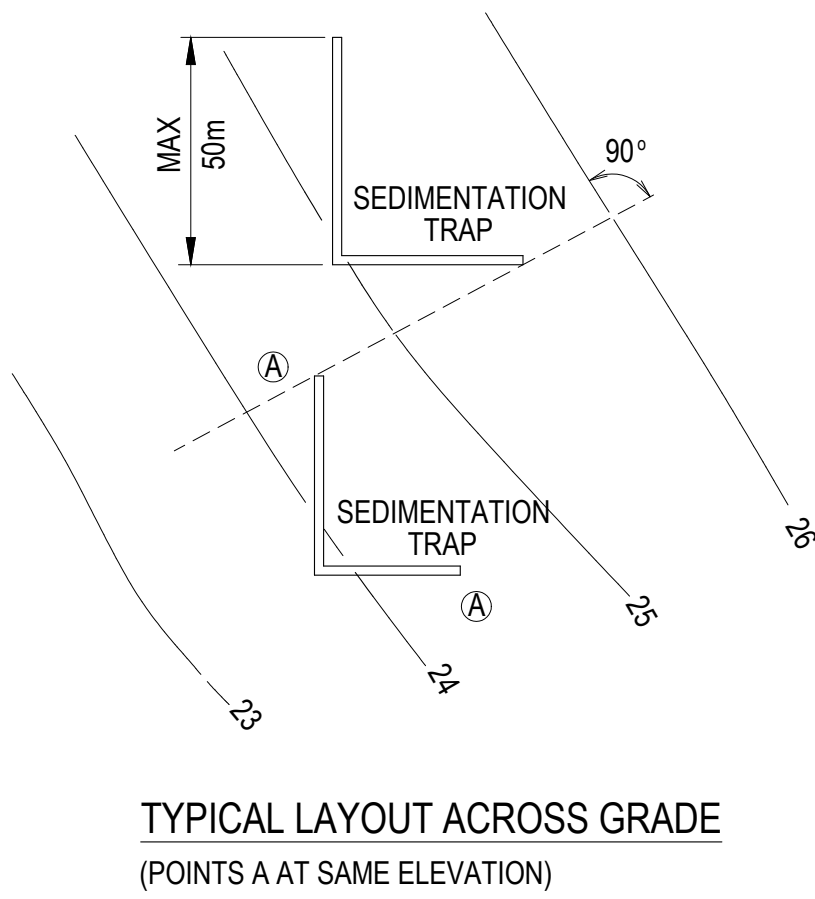 MAX
50m
90°
SEDIMENTATION
TRAP
A
SEDIMENTATION
TRAP
A
26
25
24
23
TYPICAL LAYOUT ACROSS GRADE
(POINTS A AT SAME ELEVATION)